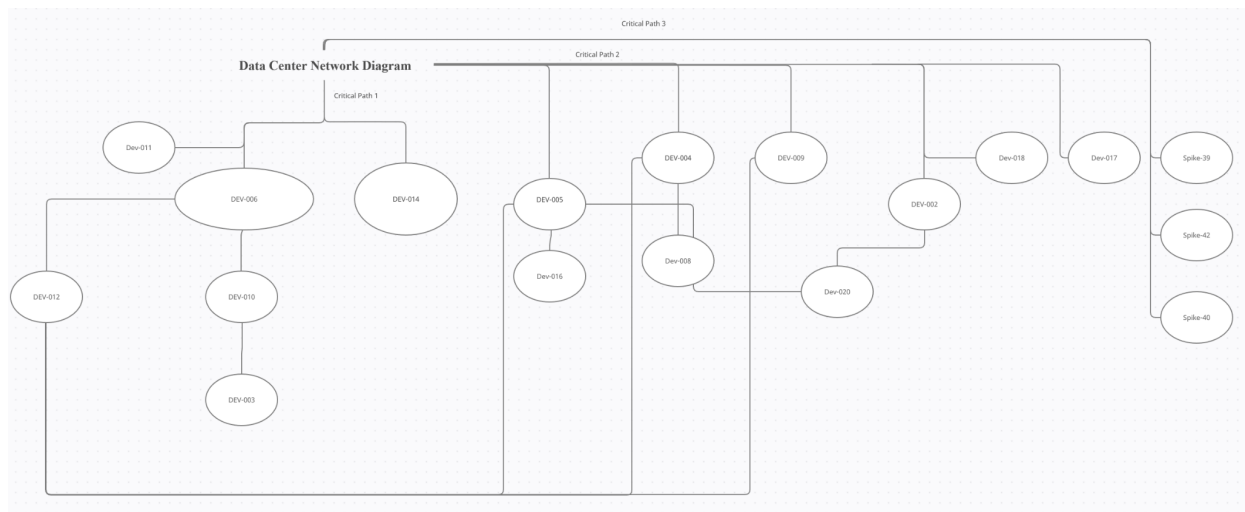 Critical Path 3
Critical Path 2
Data Center Network Diagram
Critical Path 1
Dev-011
DEV-004
DEV-009
Dev-018
Dev-017
Spike-39
DEV-006
DEV-014
DEV-005
DEV-002
Spike-42
Dev-016
Dev-008
Dev-020
DEV-012
DEV-010
Spike-40
DEV-003